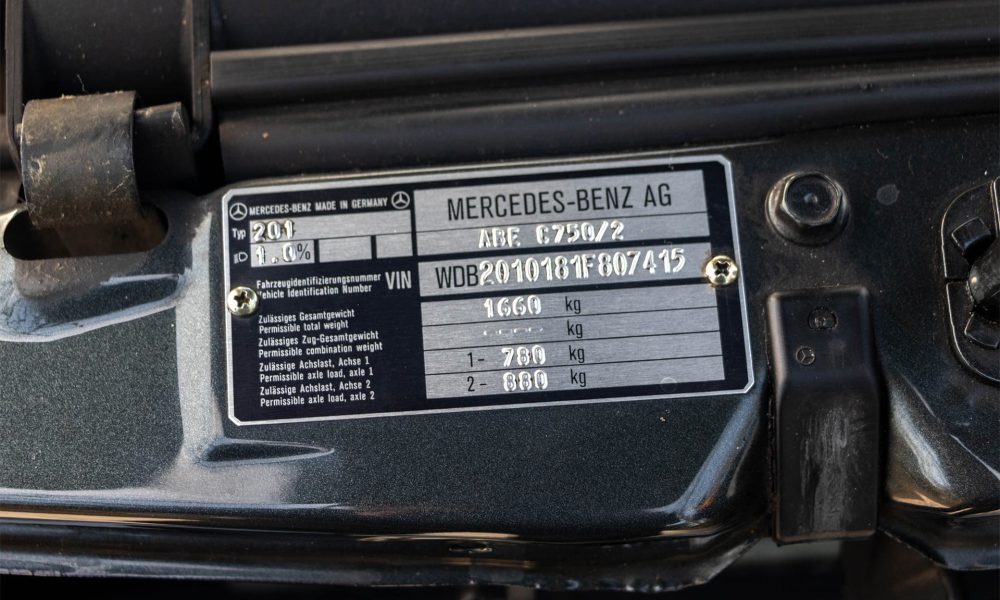 MERCEDES-BENZ MADE IN GERMANY
Typ 201
1.0%
MERCEDES-BENZ AG
ABE C750/2
Fahrzeugidentifizierungsnummer
Vehicle Identification Number
VIN
WDB2010181F807415
Zulässiges Gesamtgewicht
Permissible total weight
1660 kg
Zulässiges Zug-Gesamtgewicht
Permissible combination weight
---- kg
Zulässige Achslast, Achse 1
Permissible axle load, axle 1
1- 780 kg
Zulässige Achslast, Achse 2
Permissible axle load, axle 2
2- 880 kg